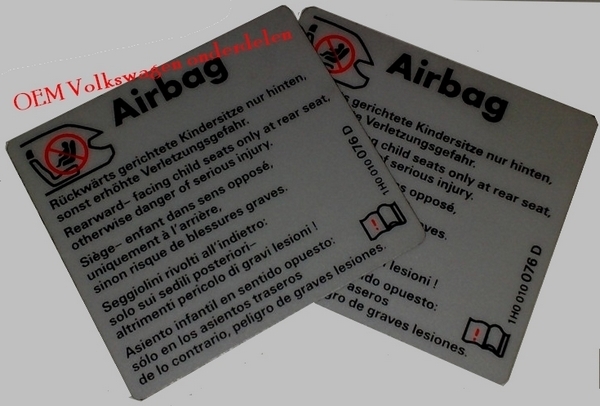 OEM Volkswagen onderdelen
Airbag
Rückwärts gerichtete Kindersitze nur hinten,
sonst erhöhte Verletzungsgefahr.
Rearward– facing child seats only at rear seat,
otherwise danger of serious injury.
Siège– enfant dans sens opposé,
uniquement à l'arrière,
sinon risque de blessures graves.
Seggiolini rivolti all'indietro:
solo sui sedili posteriori–
altrimenti pericolo di gravi lesioni !
Asiento infantil en sentido opuesto:
sólo en los asientos traseros
de lo contrario, peligro de graves lesiones.
1H0 010 076 D
!
Airbag
gerichtete Kindersitze nur hinten,
Verletzungsgefahr.
child seats only at rear seat,
of serious injury.
opposé,
graves.
lesioni !
opuesto:
aseros
gro de graves lesiones.
1H0 010 076 D
!